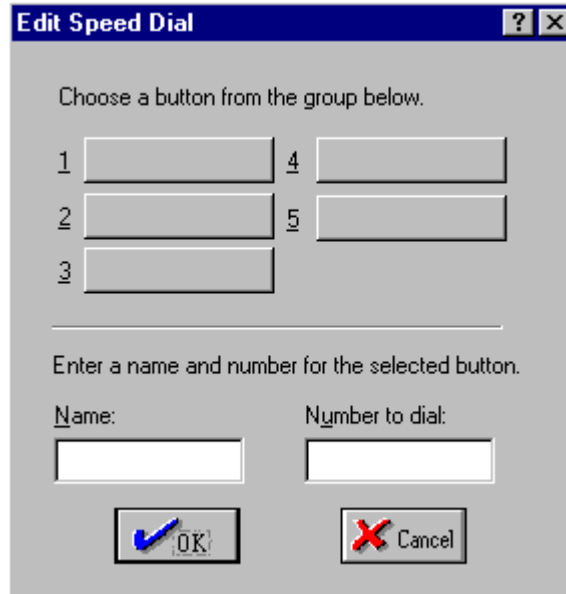 Edit Speed Dial
Choose a button from the group below.
1 4
2 5
3
Enter a name and number for the selected button.
Name: Number to dial:
OK Cancel